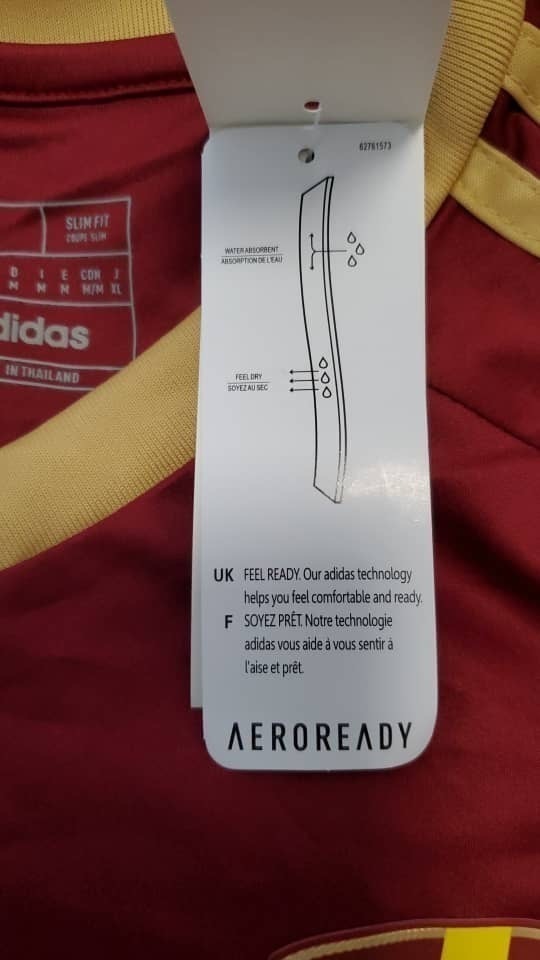 62761573
WATER ABSORBENT
ABSORPTION DE L'EAU
FEEL DRY
SOYEZ AU SEC
UK FEEL READY. Our adidas technology
helps you feel comfortable and ready.
F SOYEZ PRÊT. Notre technologie
adidas vous aide à vous sentir à
l'aise et prêt.
AEROREADY
SLIM FIT
COUPE SLIM
D I E CDN J
M M M M/M XL
adidas
IN THAILAND